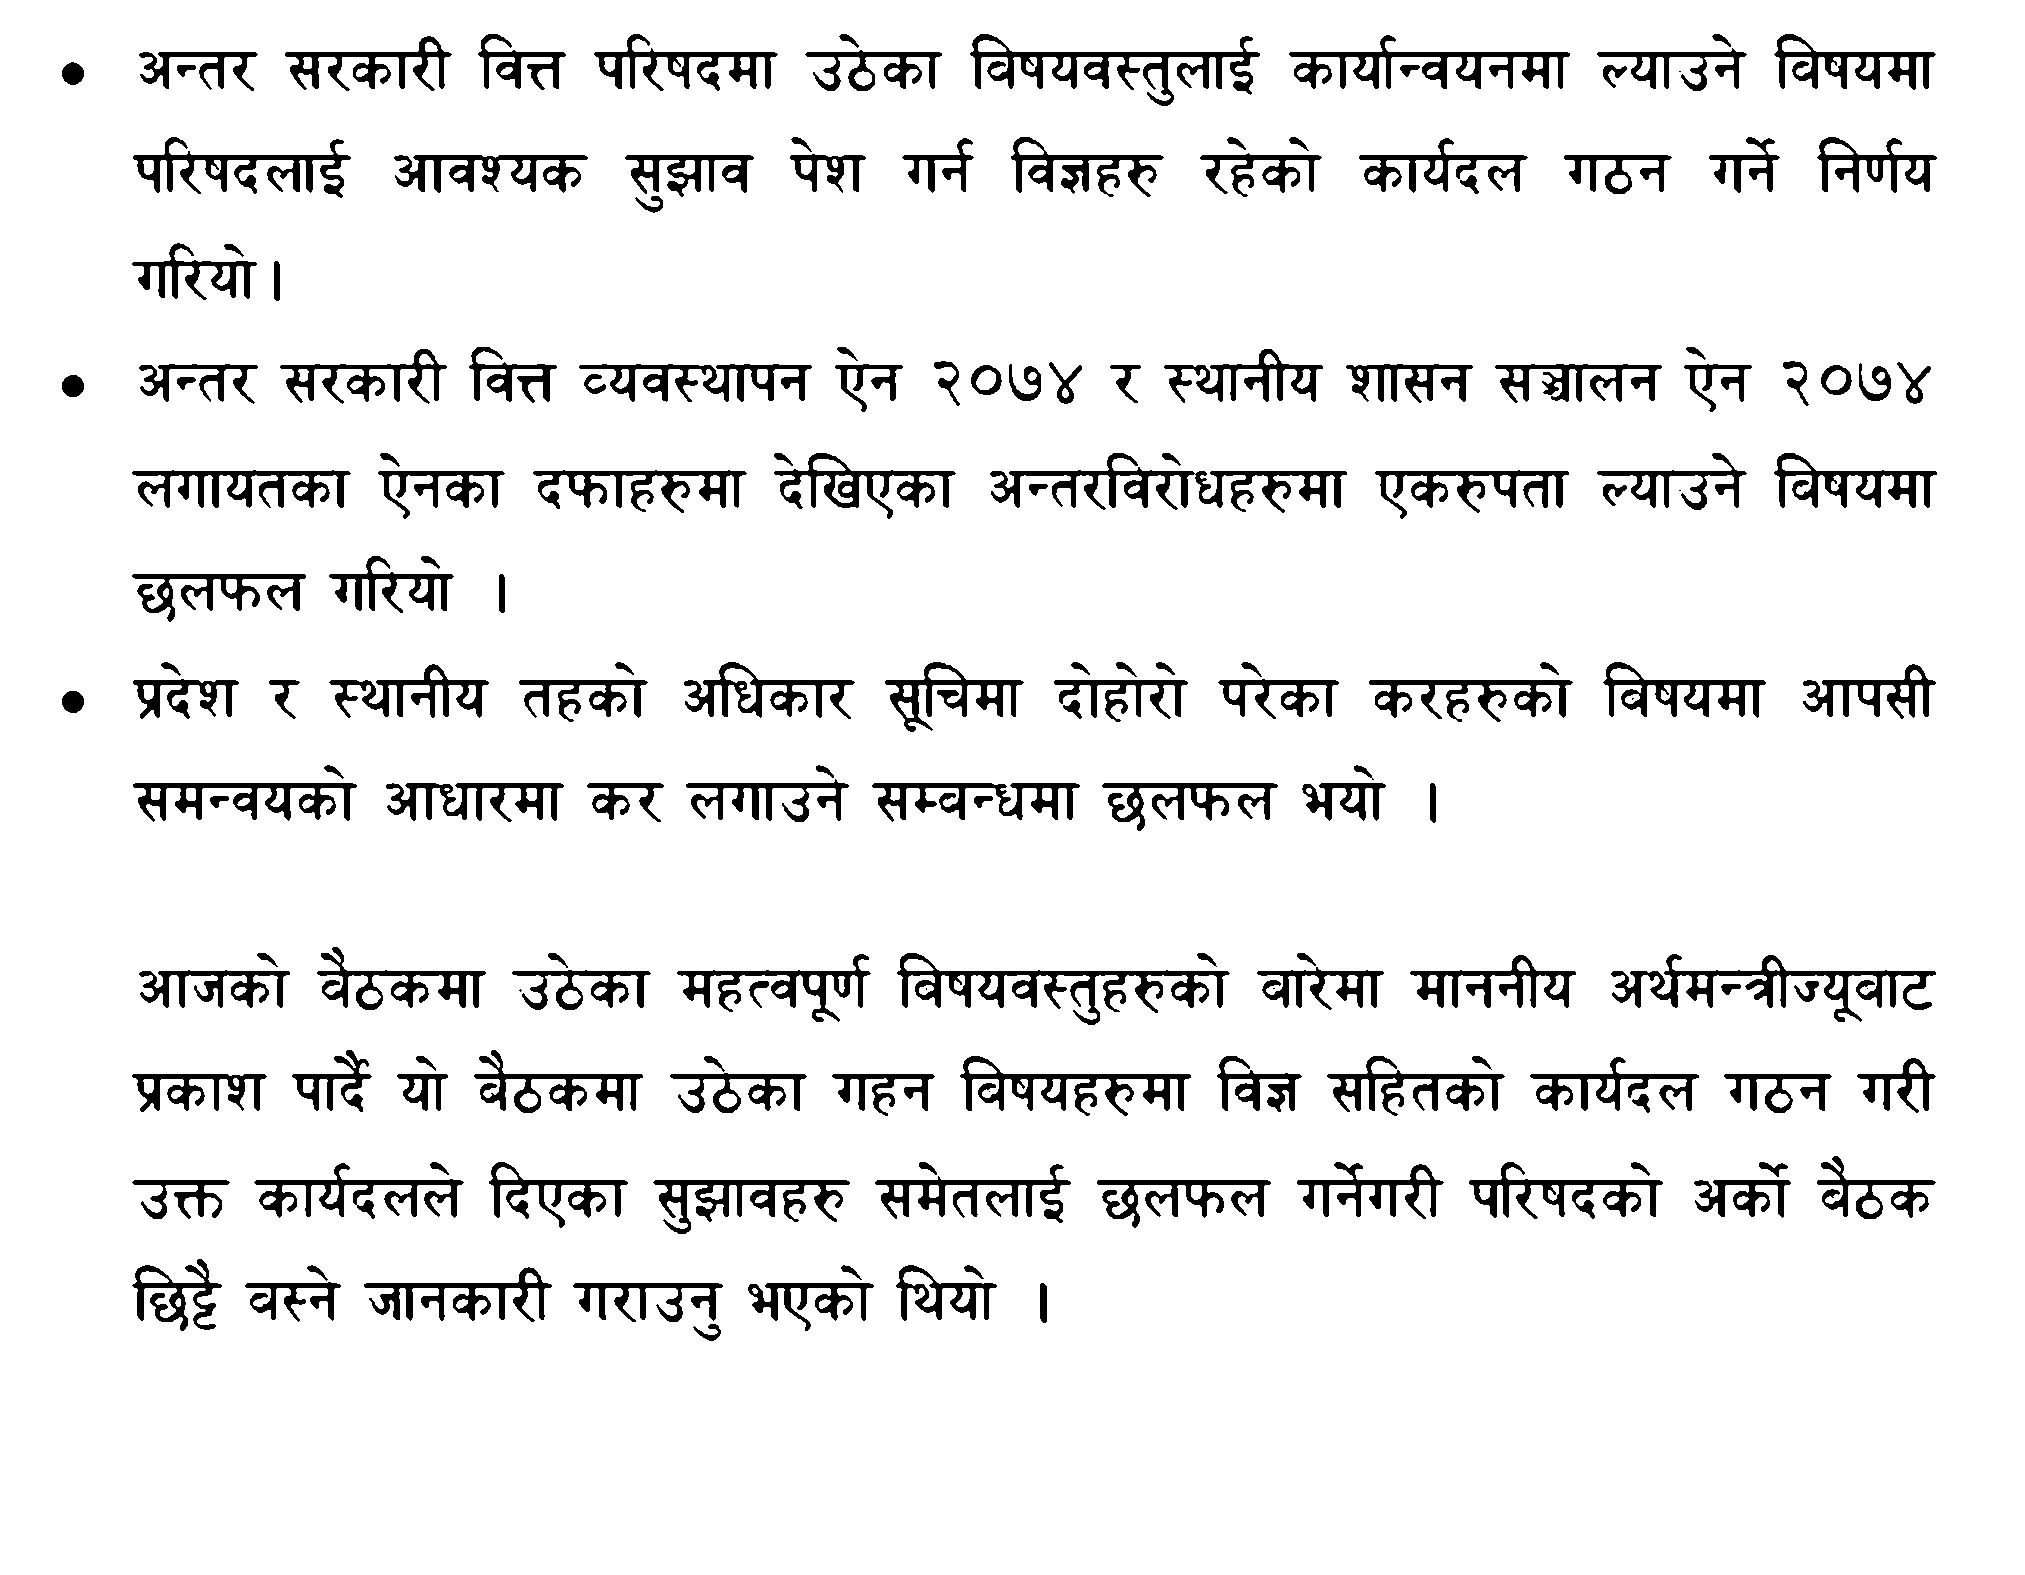 • अन्तर सरकारी वित्त परिषदमा उठेका विषयवस्तुलाई कार्यान्वयनमा ल्याउने विषयमा
परिषदलाई आवश्यक सुझाव पेश गर्न विज्ञहरु रहेको कार्यदल गठन गर्ने निर्णय
गरियो।
• अन्तर सरकारी वित्त व्यवस्थापन ऐन २०७४ र स्थानीय शासन सञ्चालन ऐन २०७४
लगायतका ऐनका दफाहरुमा देखिएका अन्तरविरोधहरुमा एकरुपता ल्याउने विषयमा
छलफल गरियो ।
• प्रदेश र स्थानीय तहको अधिकार सूचिमा दोहोरो परेका करहरुको विषयमा आपसी
समन्वयको आधारमा कर लगाउने सम्वन्धमा छलफल भयो ।
आजको वैठकमा उठेका महत्वपूर्ण विषयवस्तुहरुको वारेमा माननीय अर्थमन्त्रीज्यूवाट
प्रकाश पार्दै यो बैठकमा उठेका गहन विषयहरुमा विज्ञ सहितको कार्यदल गठन गरी
उक्त कार्यदलले दिएका सुझावहरु समेतलाई छलफल गर्नेगरी परिषदको अर्को वैठक
छिट्टै वस्ने जानकारी गराउनु भएको थियो ।